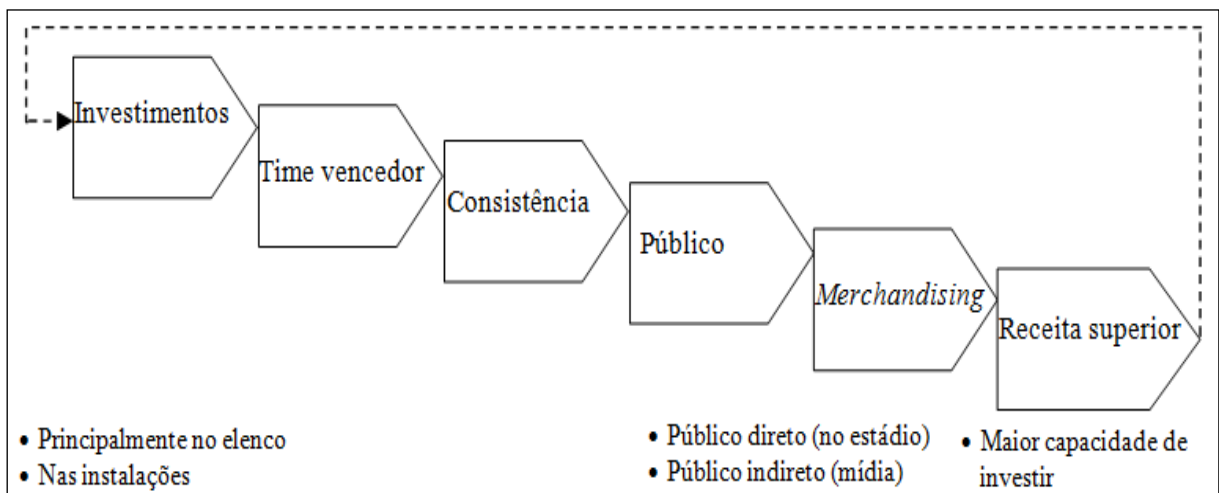 Investimentos
Time vencedor
Consistência
Público
Merchandising
Receita superior
• Principalmente no elenco
• Nas instalações
• Público direto (no estádio)
• Público indireto (mídia)
• Maior capacidade de
investir